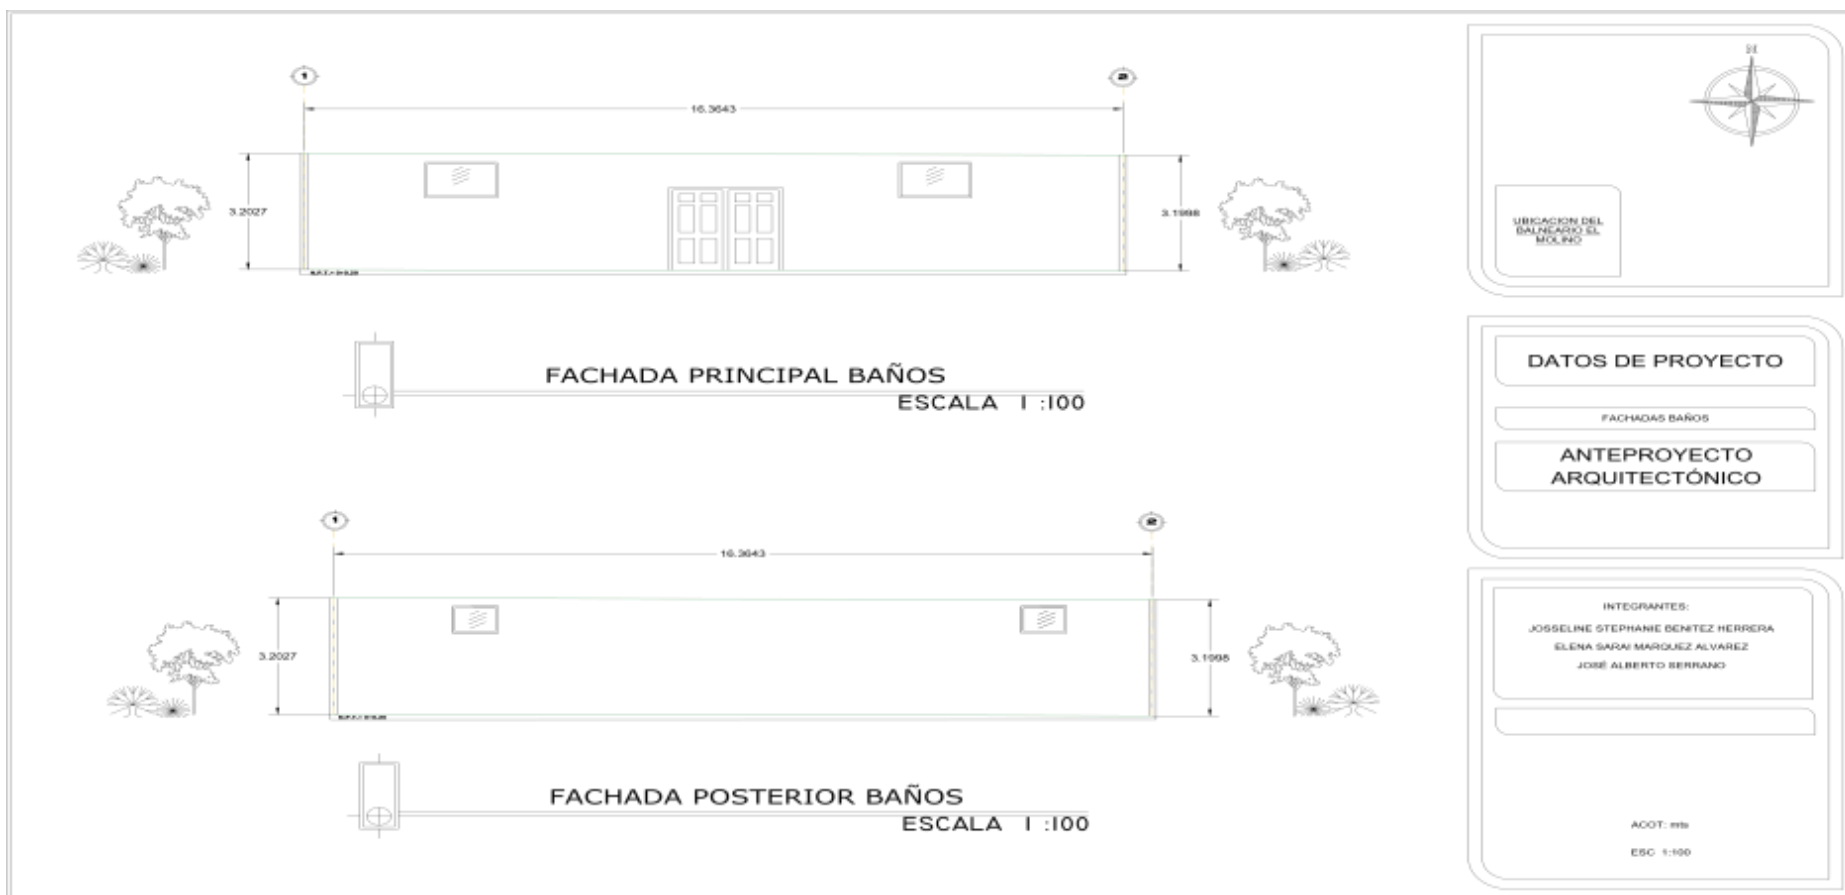 1
2
16.3643
3.2027
3.1998
FACHADA PRINCIPAL BAÑOS
ESCALA 1 :100
1
2
16.3643
3.2027
3.1998
FACHADA POSTERIOR BAÑOS
ESCALA 1 :100
N
UBICACION DEL
BALNEARIO EL
MOLINO
DATOS DE PROYECTO
FACHADAS BAÑOS
ANTEPROYECTO
ARQUITECTÓNICO
INTEGRANTES:
JOSSELINE STEPHANIE BENITEZ HERRERA
ELENA SARAI MARQUEZ ALVAREZ
JOSÉ ALBERTO SERRANO
ACOT: mts
ESC 1:100